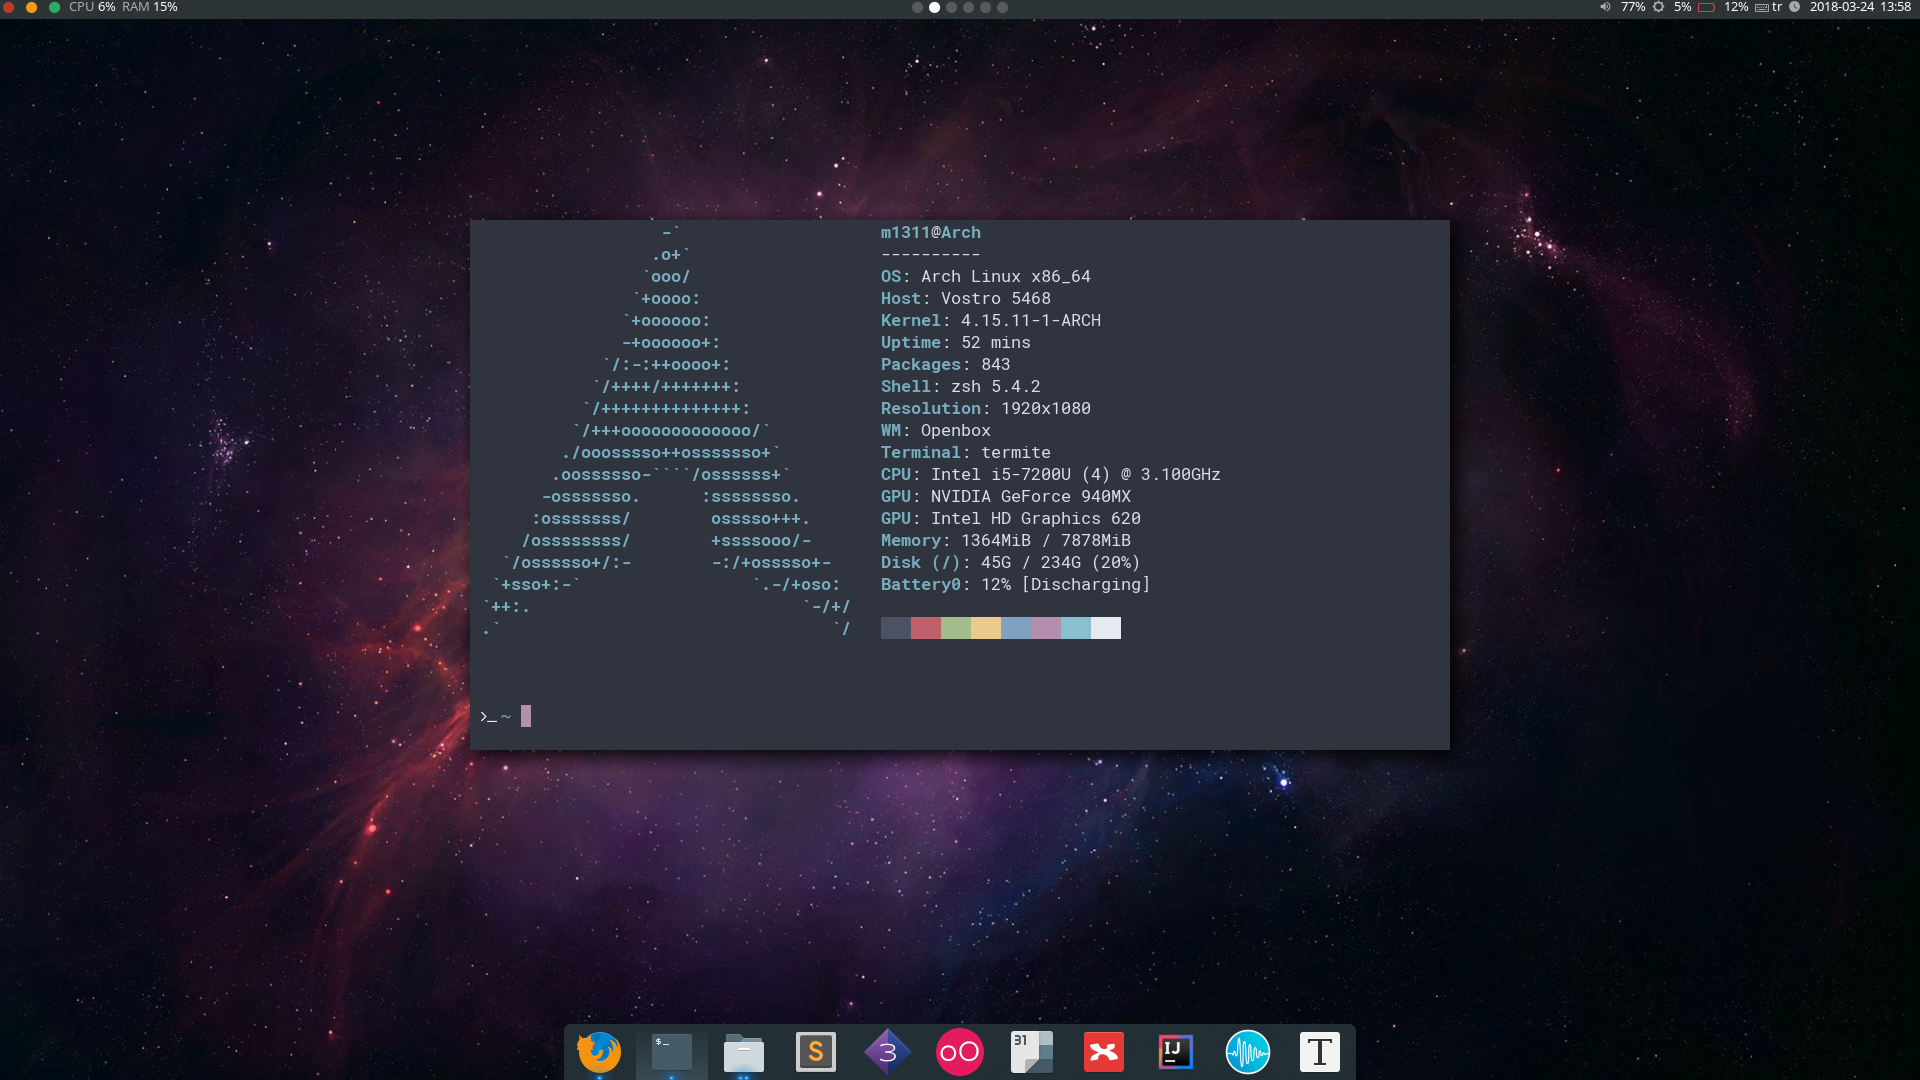 CPU 6% RAM 15%
77% 5% 12% tr 2018-03-24 13:58
-`
.o+`
`ooo/
`+oooo:
`+oooooo:
-+oooooo+:
`/:-:++oooo+:
`/++++/+++++++:
`/++++++++++++++:
`/+++ooooooooooooo/`
./ooosssso++osssssso+`
.oossssso-````/ossssss+`
-osssssso. :ssssssso.
:osssssss/ osssso+++.
/ossssssss/ +ssssooo/-
`/ossssso+/:- -:/+osssso+-
`+sso+:-` `.-/+oso:
`++:. `-/+/
.` `/
m1311@Arch
----------
OS: Arch Linux x86_64
Host: Vostro 5468
Kernel: 4.15.11-1-ARCH
Uptime: 52 mins
Packages: 843
Shell: zsh 5.4.2
Resolution: 1920x1080
WM: Openbox
Terminal: termite
CPU: Intel i5-7200U (4) @ 3.100GHz
GPU: NVIDIA GeForce 940MX
GPU: Intel HD Graphics 620
Memory: 1364MiB / 7878MiB
Disk (/): 45G / 234G (20%)
Battery0: 12% [Discharging]
>_ ~
$_ S 3 oO 31 IJ T